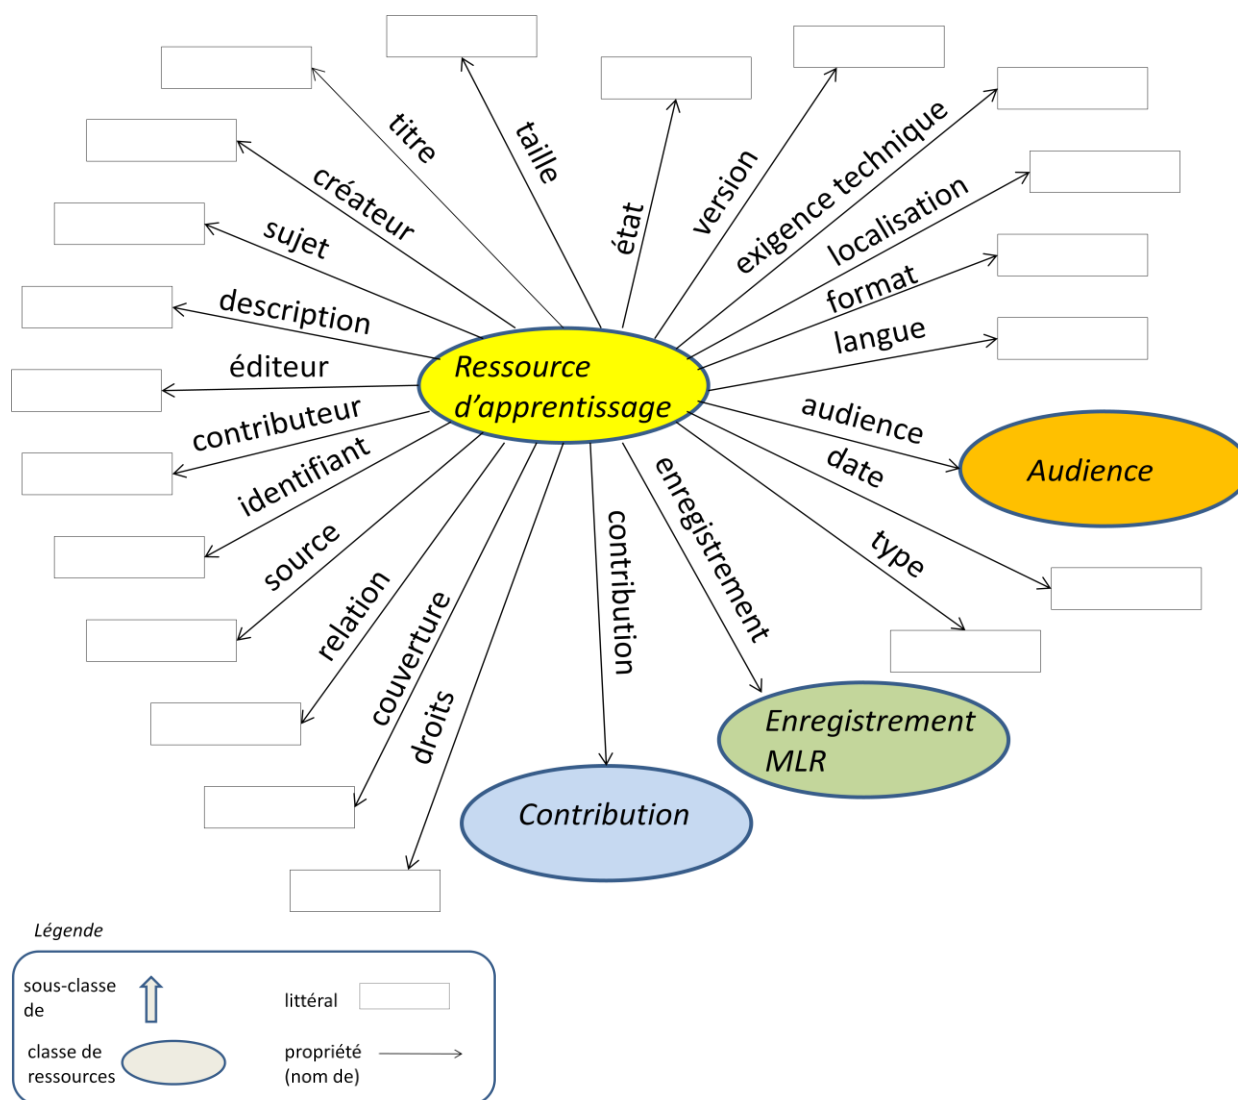 titre
taille
état
version
exigence technique
localisation
format
langue
créateur
sujet
description
éditeur
contributeur
identifiant
source
relation
couverture
droits
contribution
enregistrement
audience
date
type
Ressource
d'apprentissage
Audience
Enregistrement
MLR
Contribution
Légende
sous-classe
de
littéral
classe de
ressources
propriété
(nom de)